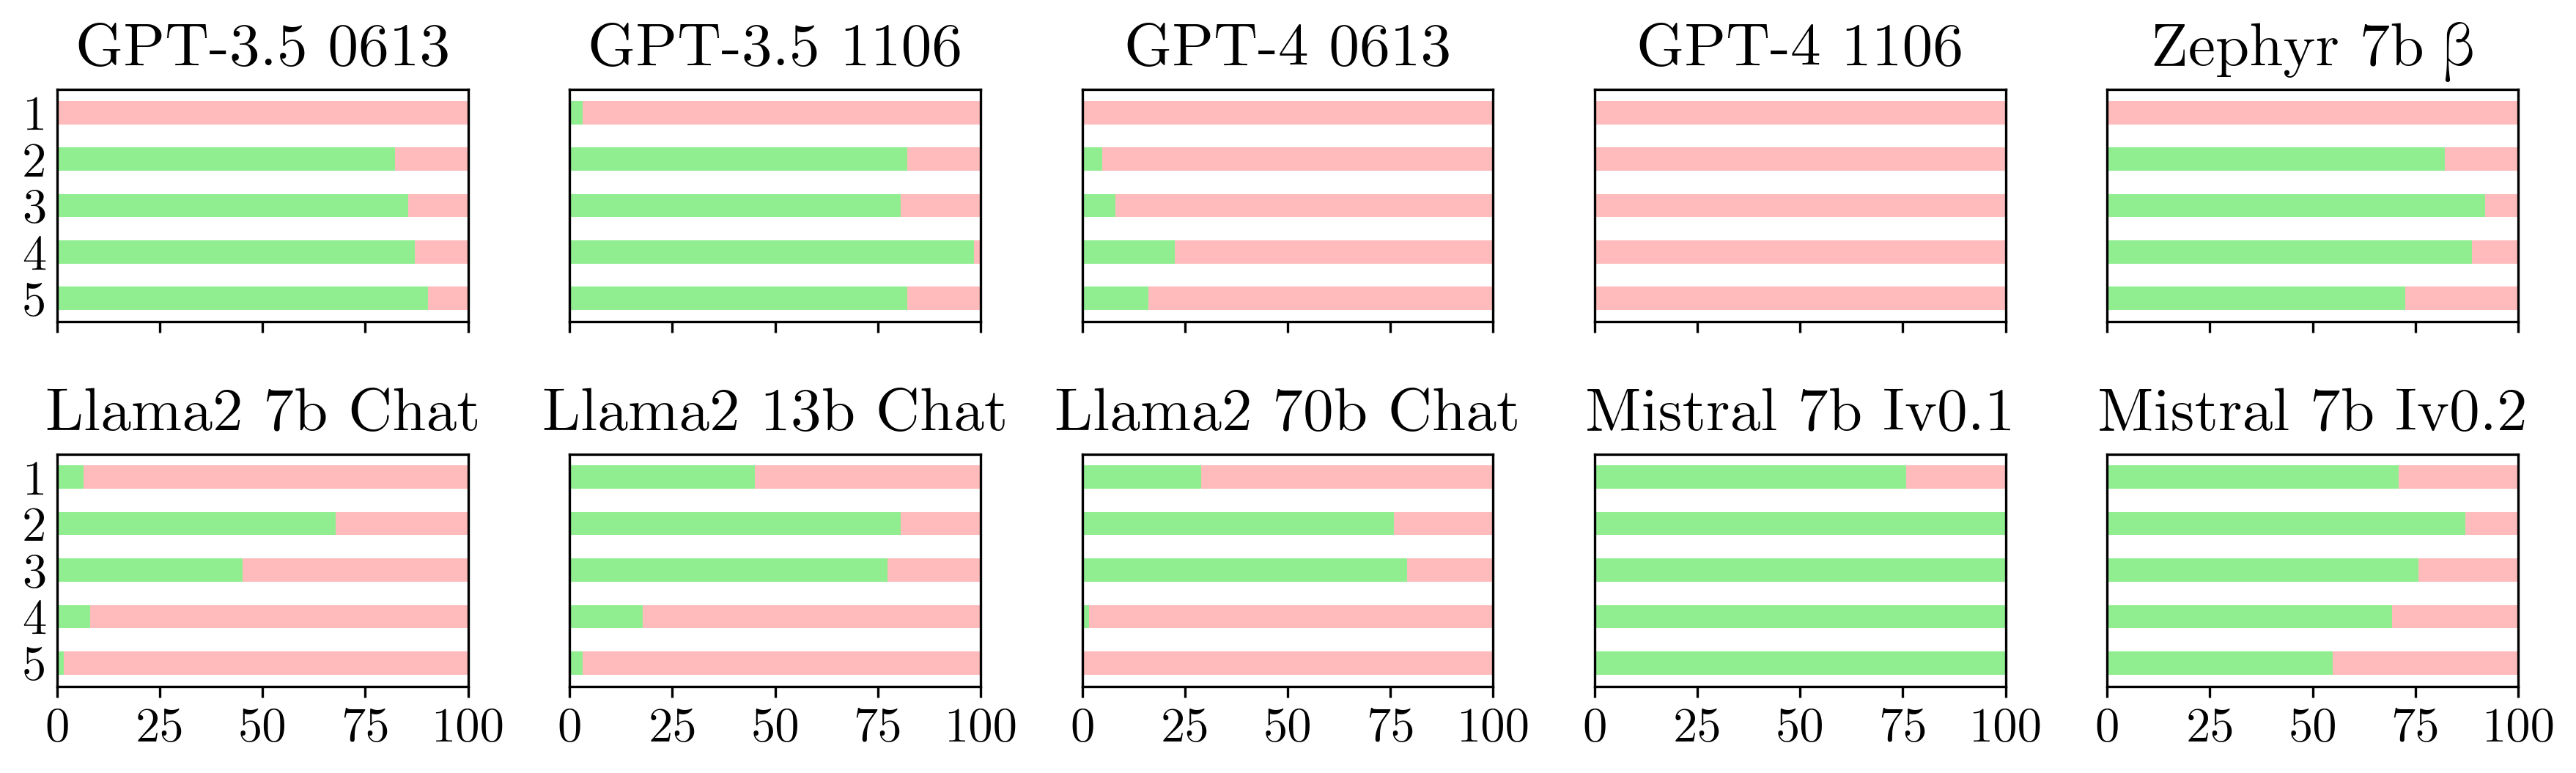 GPT-3.5 0613
GPT-3.5 1106
GPT-4 0613
GPT-4 1106
Zephyr 7b β
1
2
3
4
5
Llama2 7b Chat
Llama2 13b Chat
Llama2 70b Chat
Mistral 7b Iv0.1
Mistral 7b Iv0.2
1
2
3
4
5
0 25 50 75 100
0 25 50 75 100
0 25 50 75 100
0 25 50 75 100
0 25 50 75 100